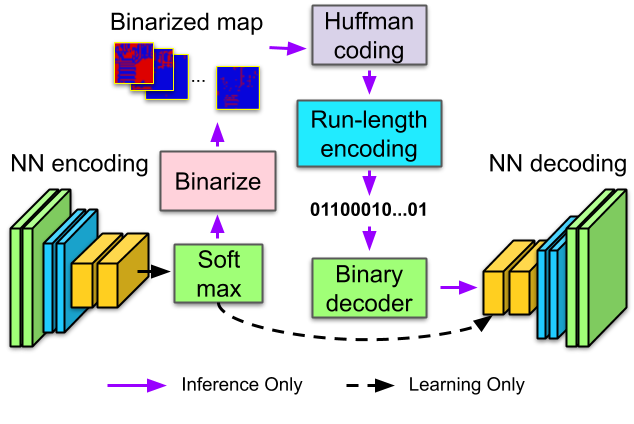 Binarized map
...
Huffman
coding
Run-length
encoding
NN encoding
Binarize
NN decoding
01100010...01
Soft
max
Binary
decoder
Inference Only
Learning Only